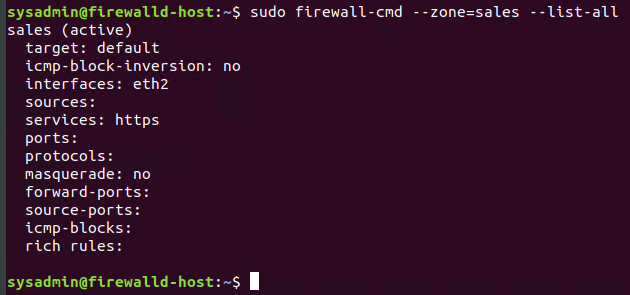 sysadmin@firewalld-host:~$ sudo firewall-cmd --zone=sales --list-all
sales (active)
  target: default
  icmp-block-inversion: no
  interfaces: eth2
  sources:
  services: https
  ports:
  protocols:
  masquerade: no
  forward-ports:
  source-ports:
  icmp-blocks:
  rich rules:
sysadmin@firewalld-host:~$